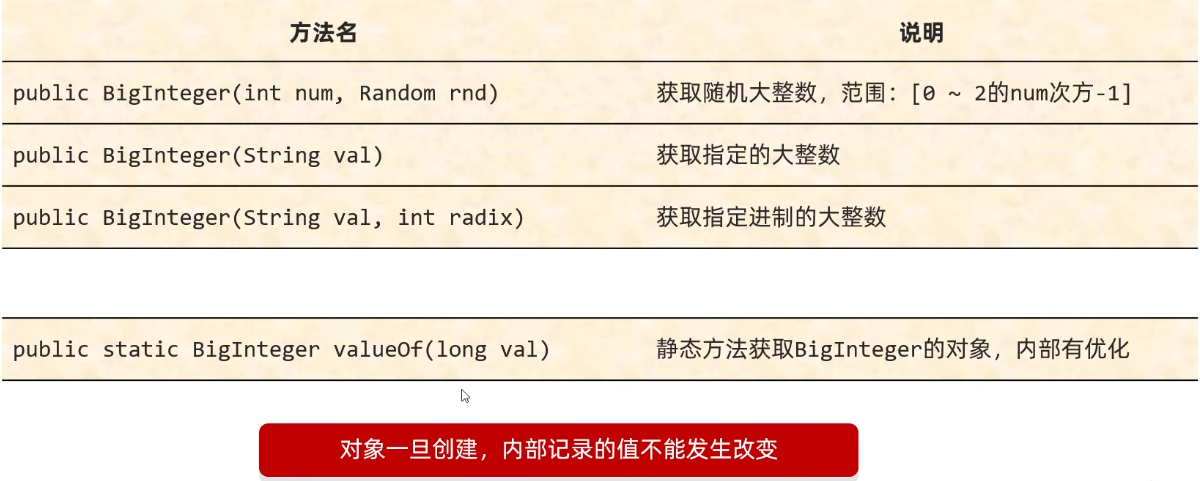 方法名 说明
public BigInteger(int num, Random rnd) 获取随机大整数，范围：[0 ~ 2的num次方-1]
public BigInteger(String val) 获取指定的大整数
public BigInteger(String val, int radix) 获取指定进制的大整数
public static BigInteger valueOf(long val) 静态方法获取BigInteger的对象，内部有优化
对象一旦创建，内部记录的值不能发生改变